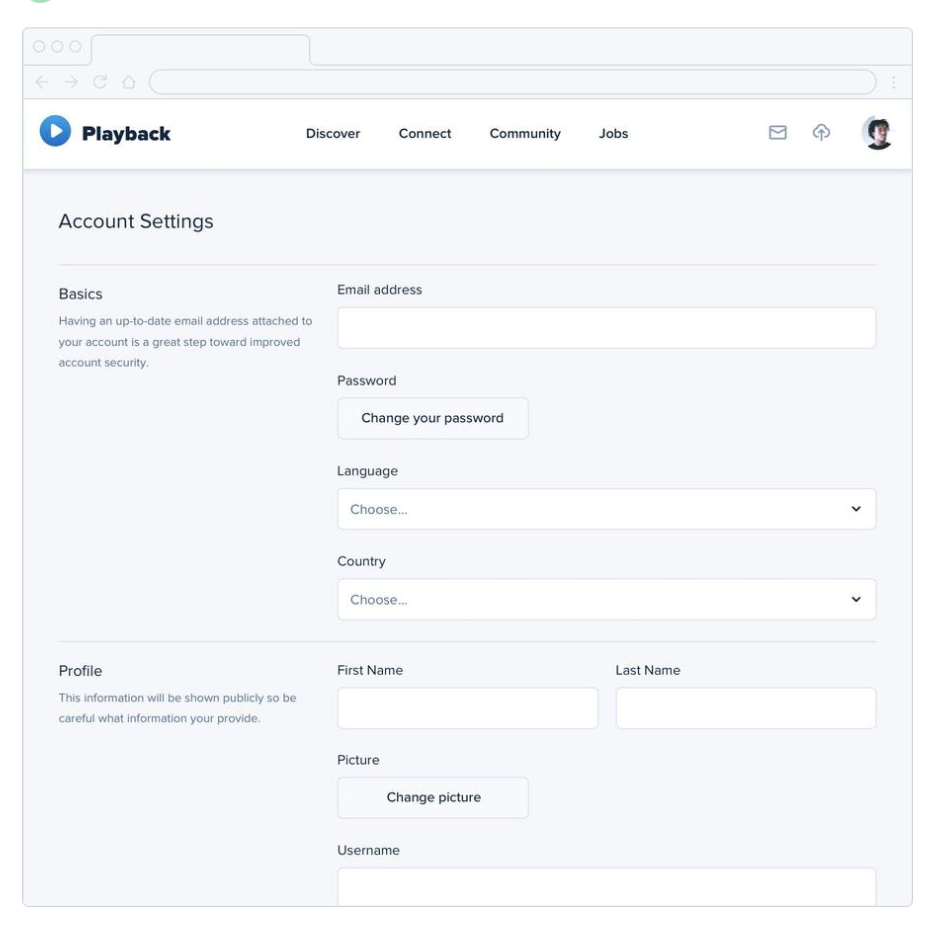 Playback
Discover
Connect
Community
Jobs
Account Settings
Basics
Having an up-to-date email address attached to
your account is a great step toward improved
account security.
Email address
Password
Change your password
Language
Choose...
Country
Choose...
Profile
This information will be shown publicly so be
careful what information your provide.
First Name
Last Name
Picture
Change picture
Username